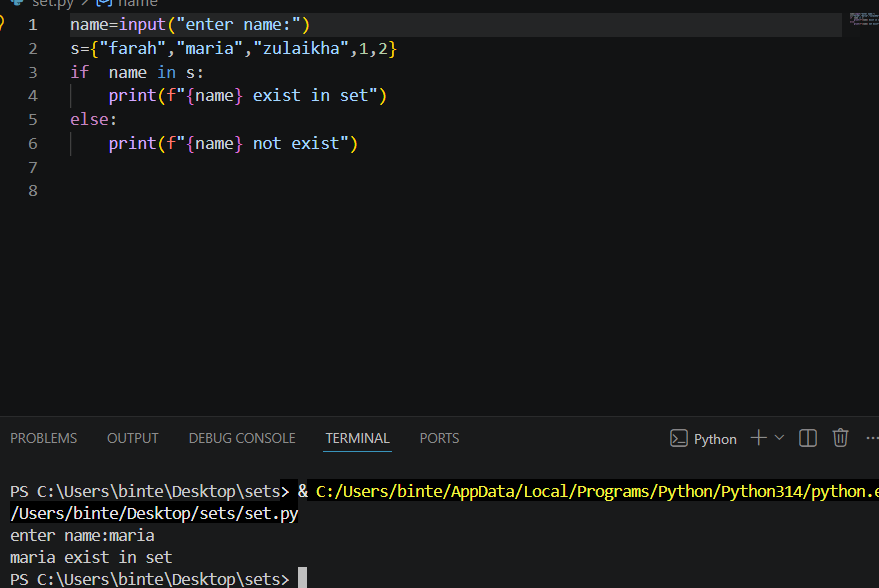 set.py > name
1 name=input("enter name:")
2 s={"farah","maria","zulaikha",1,2}
3 if  name in s:
4     print(f"{name} exist in set")
5 else:
6     print(f"{name} not exist")
7
8
PROBLEMS OUTPUT DEBUG CONSOLE TERMINAL PORTS Python
PS C:\Users\binte\Desktop\sets> & C:/Users/binte/AppData/Local/Programs/Python/Python314/python.e
/Users/binte/Desktop/sets/set.py
enter name:maria
maria exist in set
PS C:\Users\binte\Desktop\sets>